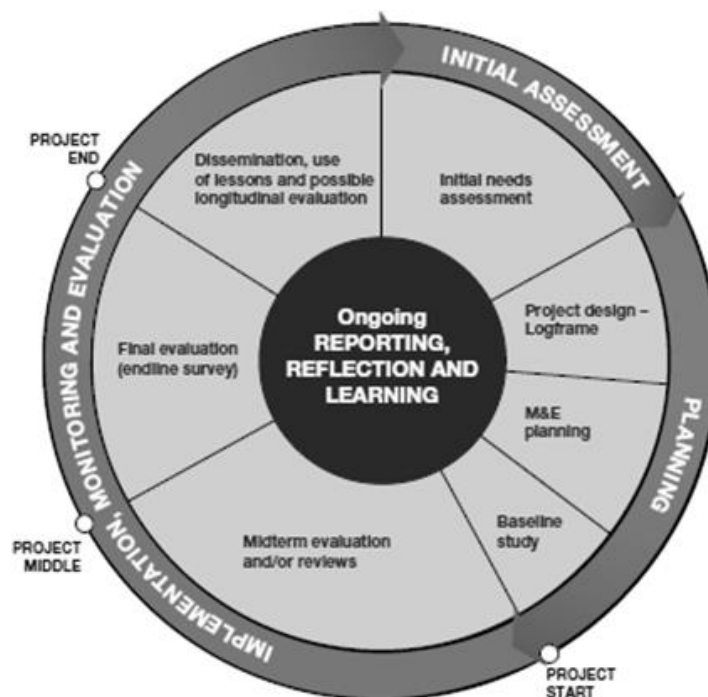 INITIAL ASSESSMENT
PLANNING
IMPLEMENTATION, MONITORING AND EVALUATION
PROJECT
END
PROJECT
MIDDLE
PROJECT
START
Initial needs
assessment
Project design –
Logframe
M&E
planning
Baseline
study
Midterm evaluation
and/or reviews
Final evaluation
(endline survey)
Dissemination, use
of lessons and possible
longitudinal evaluation
Ongoing
REPORTING,
REFLECTION AND
LEARNING